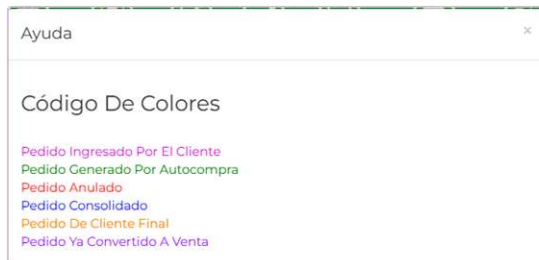 Ayuda
×
Código De Colores
Pedido Ingresado Por El Cliente
Pedido Generado Por Autocompra
Pedido Anulado
Pedido Consolidado
Pedido De Cliente Final
Pedido Ya Convertido A Venta